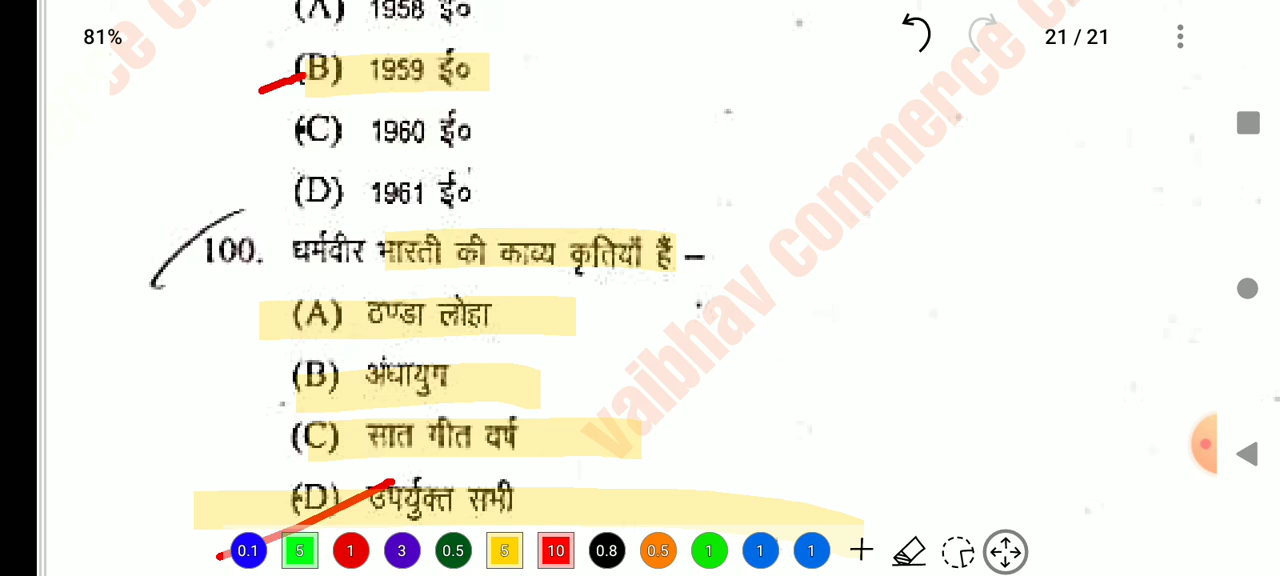 (A) 1958 ई०
81%
21 / 21
(B) 1959 ई०
(C) 1960 ई०
(D) 1961 ई०
100. धर्मवीर भारती की काव्य कृतियाँ हैं –
(A) ठण्डा लोहा
(B) अंधायुग
(C) सात गीत वर्ष
(D) उपर्युक्त सभी
vaibhav commerce
0.1 5 1 3 0.5 5 10 0.8 0.5 1 1 1 +